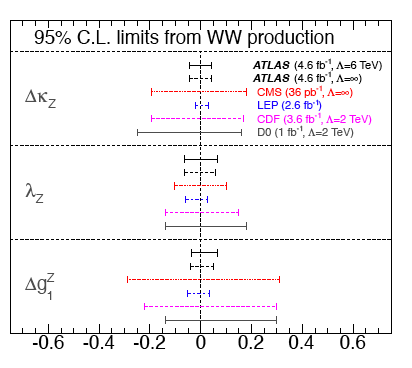 95% C.L. limits from WW production
ATLAS (4.6 fb⁻¹, Λ=6 TeV)
ATLAS (4.6 fb⁻¹, Λ=∞)
CMS (36 pb⁻¹, Λ=∞)
LEP (2.6 fb⁻¹)
CDF (3.6 fb⁻¹, Λ=2 TeV)
D0 (1 fb⁻¹, Λ=2 TeV)
Δκ_Z
λ_Z
Δg₁ᶻ
-0.6 -0.4 -0.2 0 0.2 0.4 0.6